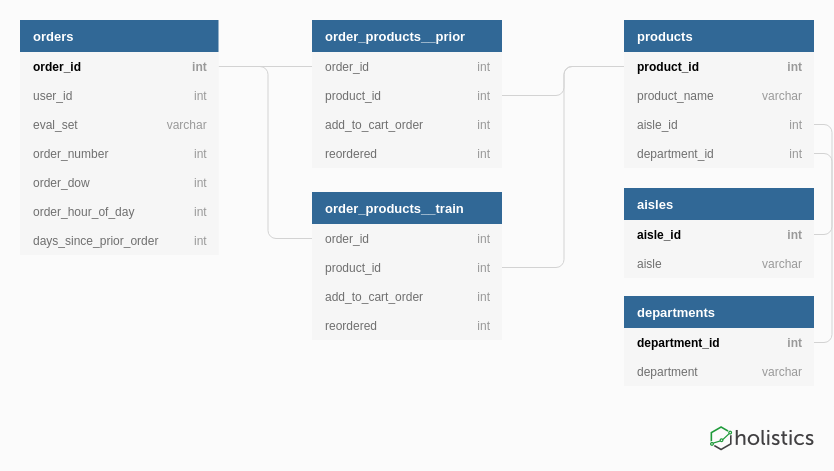 orders
order_id int
user_id int
eval_set varchar
order_number int
order_dow int
order_hour_of_day int
days_since_prior_order int
order_products__prior
order_id int
product_id int
add_to_cart_order int
reordered int
order_products__train
order_id int
product_id int
add_to_cart_order int
reordered int
products
product_id int
product_name varchar
aisle_id int
department_id int
aisles
aisle_id int
aisle varchar
departments
department_id int
department varchar
holistics